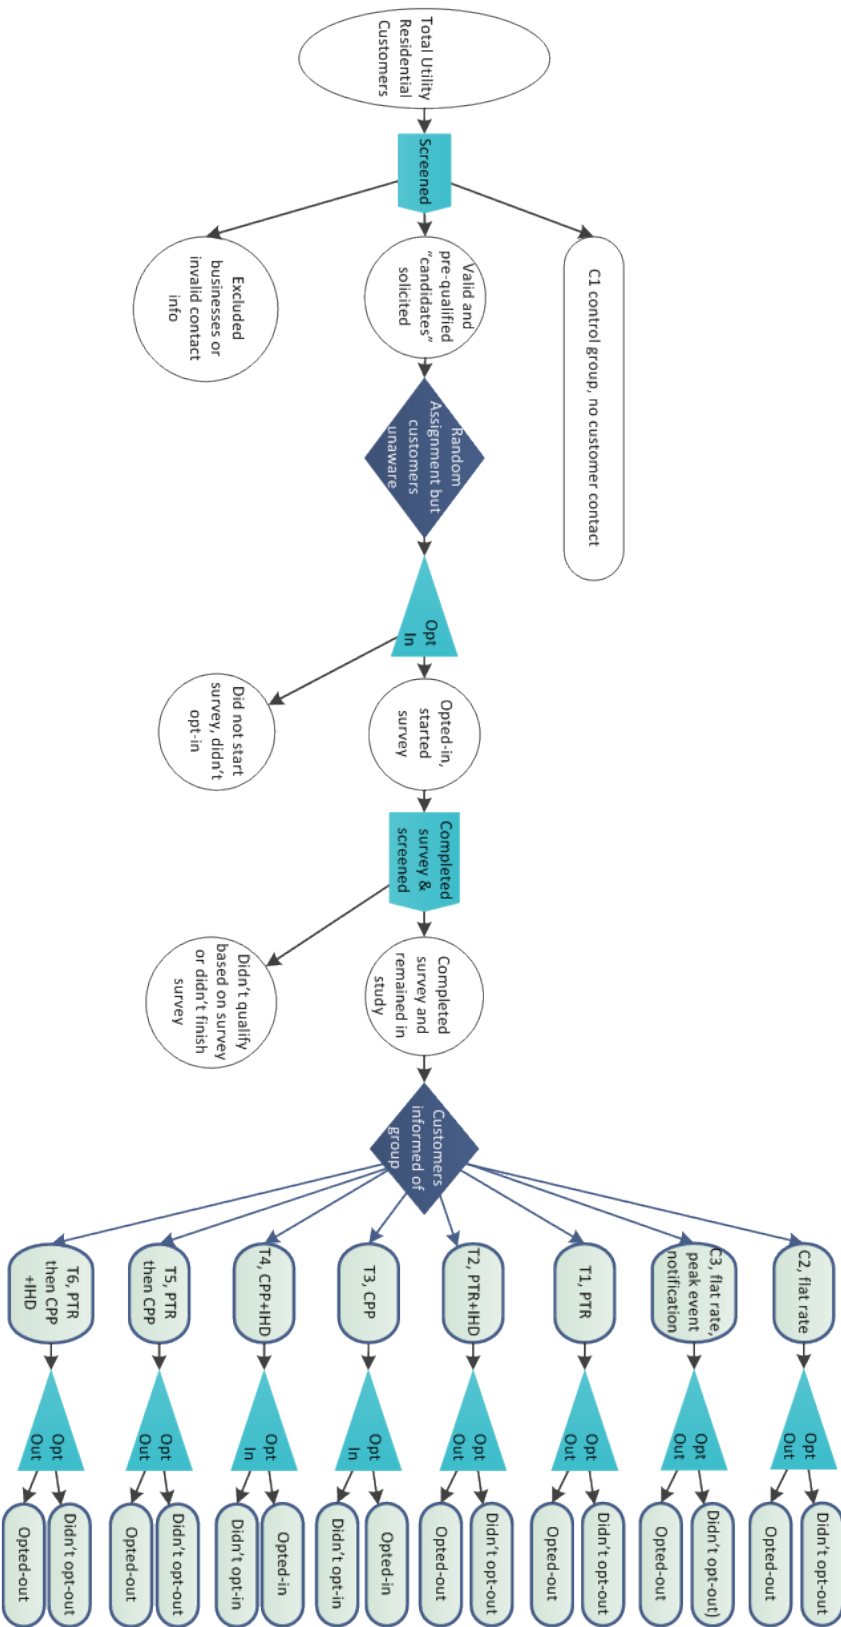 Total Utility
Residential
Customers
Screened
C1 control group, no customer contact
Valid and
pre-qualified
“candidates”
solicited
Excluded
businesses or
invalid contact
info
Random
Assignment but
customers
unaware
Opt
In
Opted-in,
started
survey
Did not start
survey, didn’t
opt-in
Completed
survey &
screened
Completed
survey and
remained in
study
Didn’t qualify
based on survey
or didn’t finish
survey
Customers
informed of
group
C2, flat rate
Opt
Out
Didn’t opt-out
Opted-out
C3, flat rate,
peak event
notification
Opt
Out
Didn’t opt-out)
Opted-out
T1, PTR
Opt
Out
Didn’t opt-out
Opted-out
T2, PTR+IHD
Opt
Out
Didn’t opt-out
Opted-out
T3, CPP
Opt
In
Opted-in
Didn’t opt-in
T4, CPP+IHD
Opt
In
Opted-in
Didn’t opt-in
T5, PTR
then CPP
Opt
Out
Didn’t opt-out
Opted-out
T6, PTR
then CPP
+IHD
Opt
Out
Didn’t opt-out
Opted-out